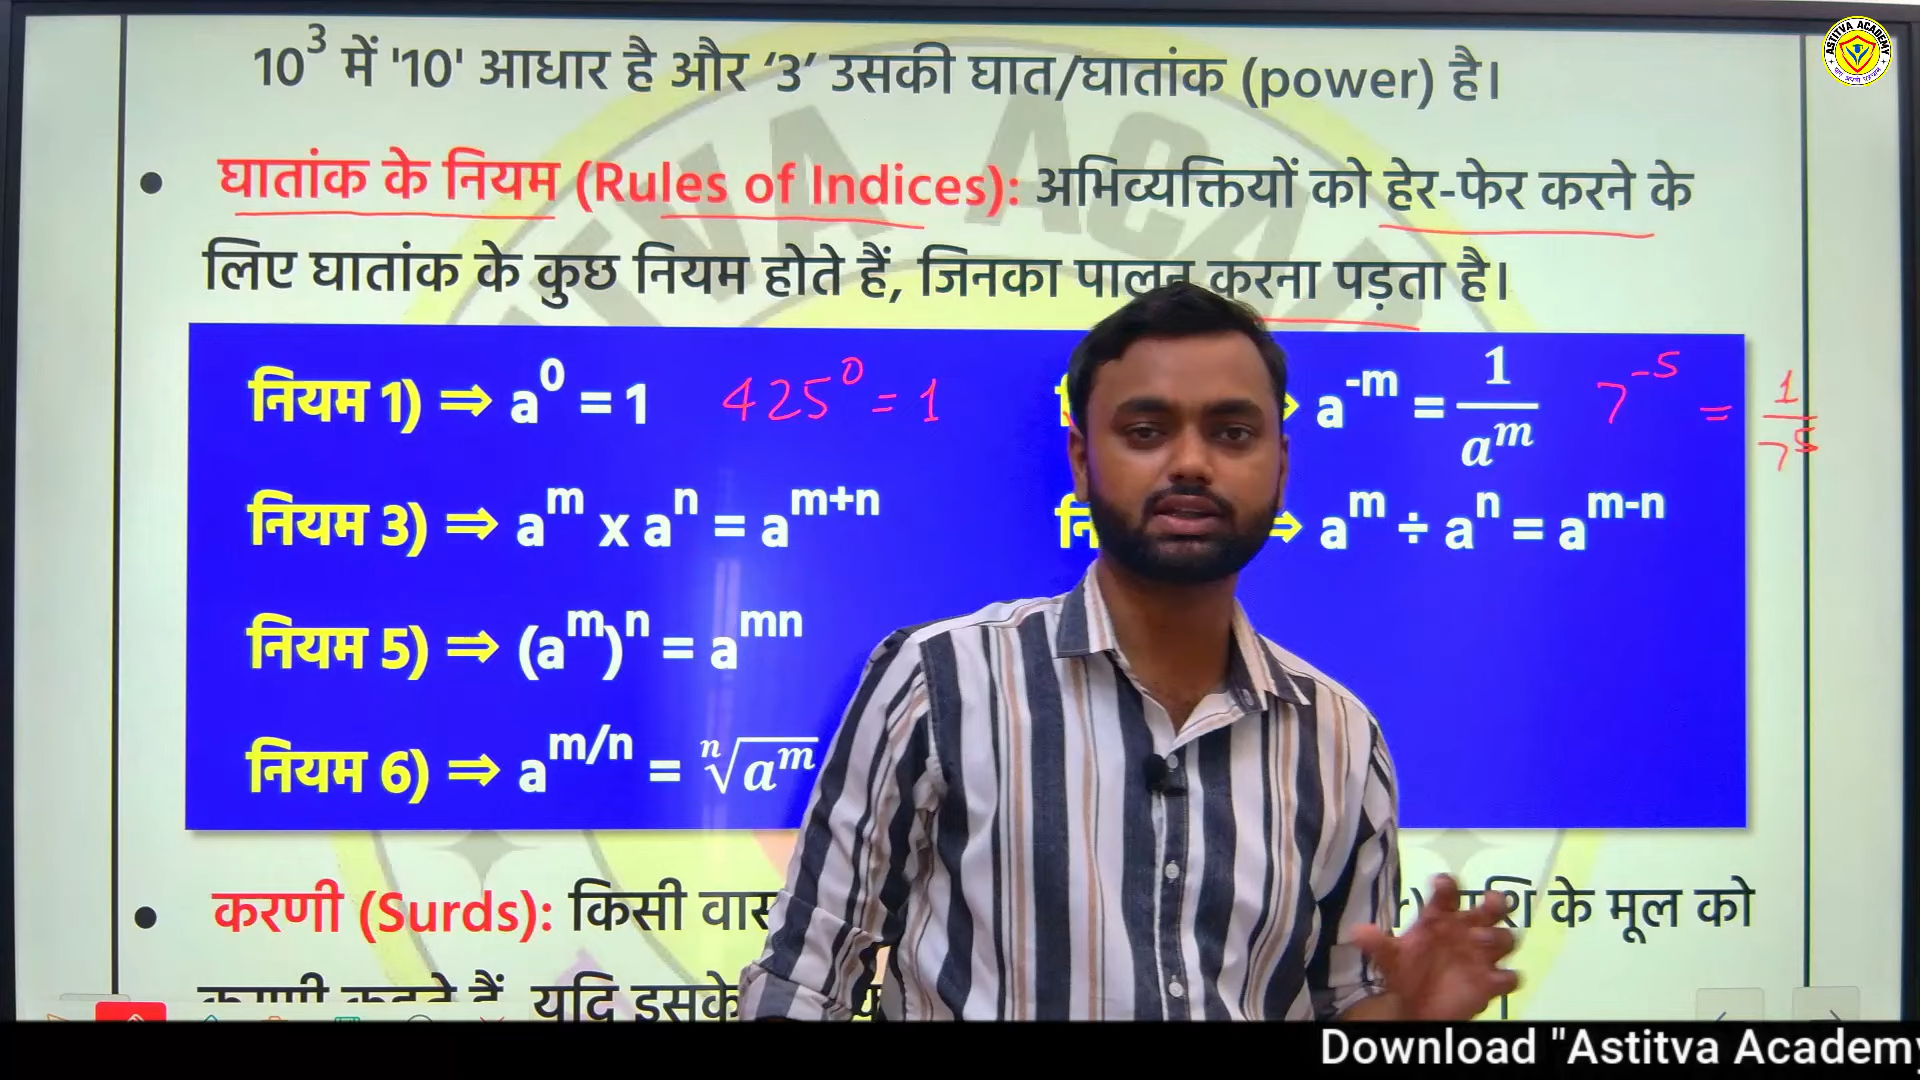 10³ में '10' आधार है और ‘3’ उसकी घात/घातांक (power) है।
ASTITVA ACADEMY
• घातांक के नियम (Rules of Indices): अभिव्यक्तियों को हेर-फेर करने के
लिए घातांक के कुछ नियम होते हैं, जिनका पालन करना पड़ता है।
नियम 1) ⇒ a⁰ = 1 425⁰ = 1
a⁻ᵐ = 1/aᵐ 7⁻⁵ = 1/7⁵
नियम 3) ⇒ aᵐ x aⁿ = aᵐ⁺ⁿ
⇒ aᵐ ÷ aⁿ = aᵐ⁻ⁿ
नियम 5) ⇒ (aᵐ)ⁿ = aᵐⁿ
नियम 6) ⇒ a^m/n = ⁿ√aᵐ
• करणी (Surds): किसी के मूल को
यदि इसके
Download "Astitva Academy